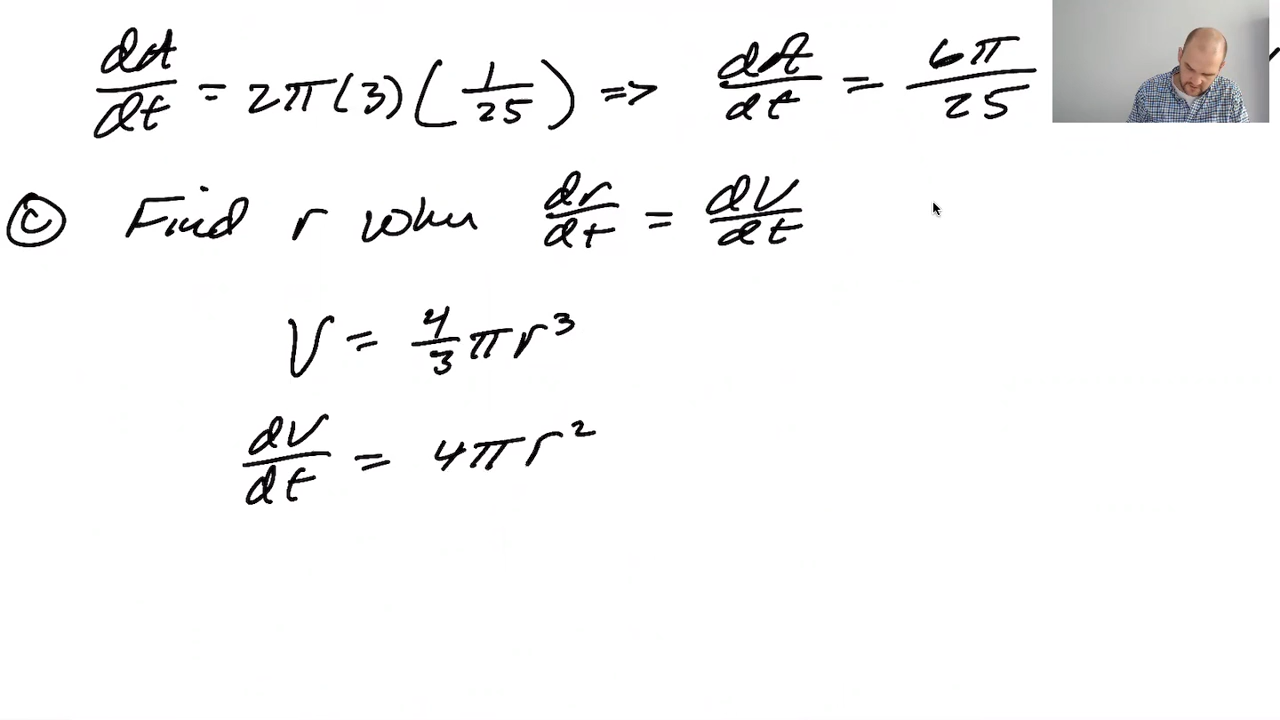 dA/dt = 2π(3)(1/25) => dA/dt = 6π/25
Ⓒ Find r when dr/dt = dV/dt
V = 4/3 πr³
dV/dt = 4πr²